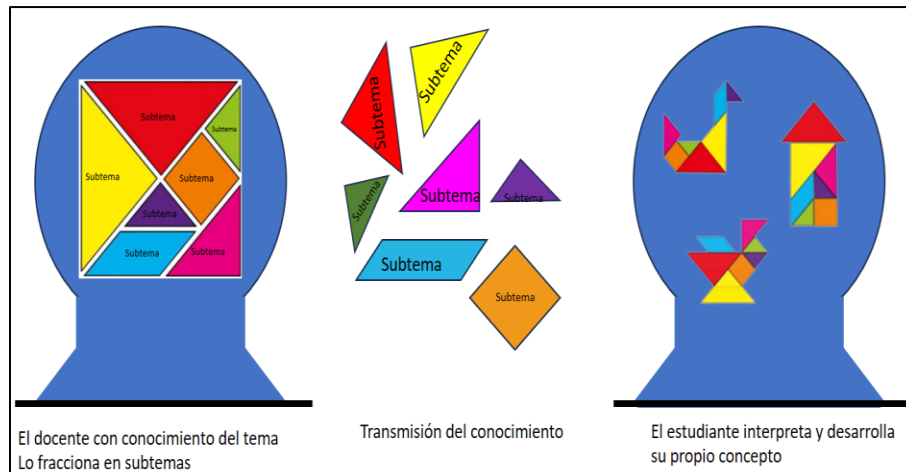 Subtema
Subtema
Subtema
Subtema
Subtema
Subtema
Subtema
El docente con conocimiento del tema
Lo fracciona en subtemas
Subtema
Subtema
Subtema
Subtema
Subtema
Subtema
Subtema
Transmisión del conocimiento
El estudiante interpreta y desarrolla
su propio concepto